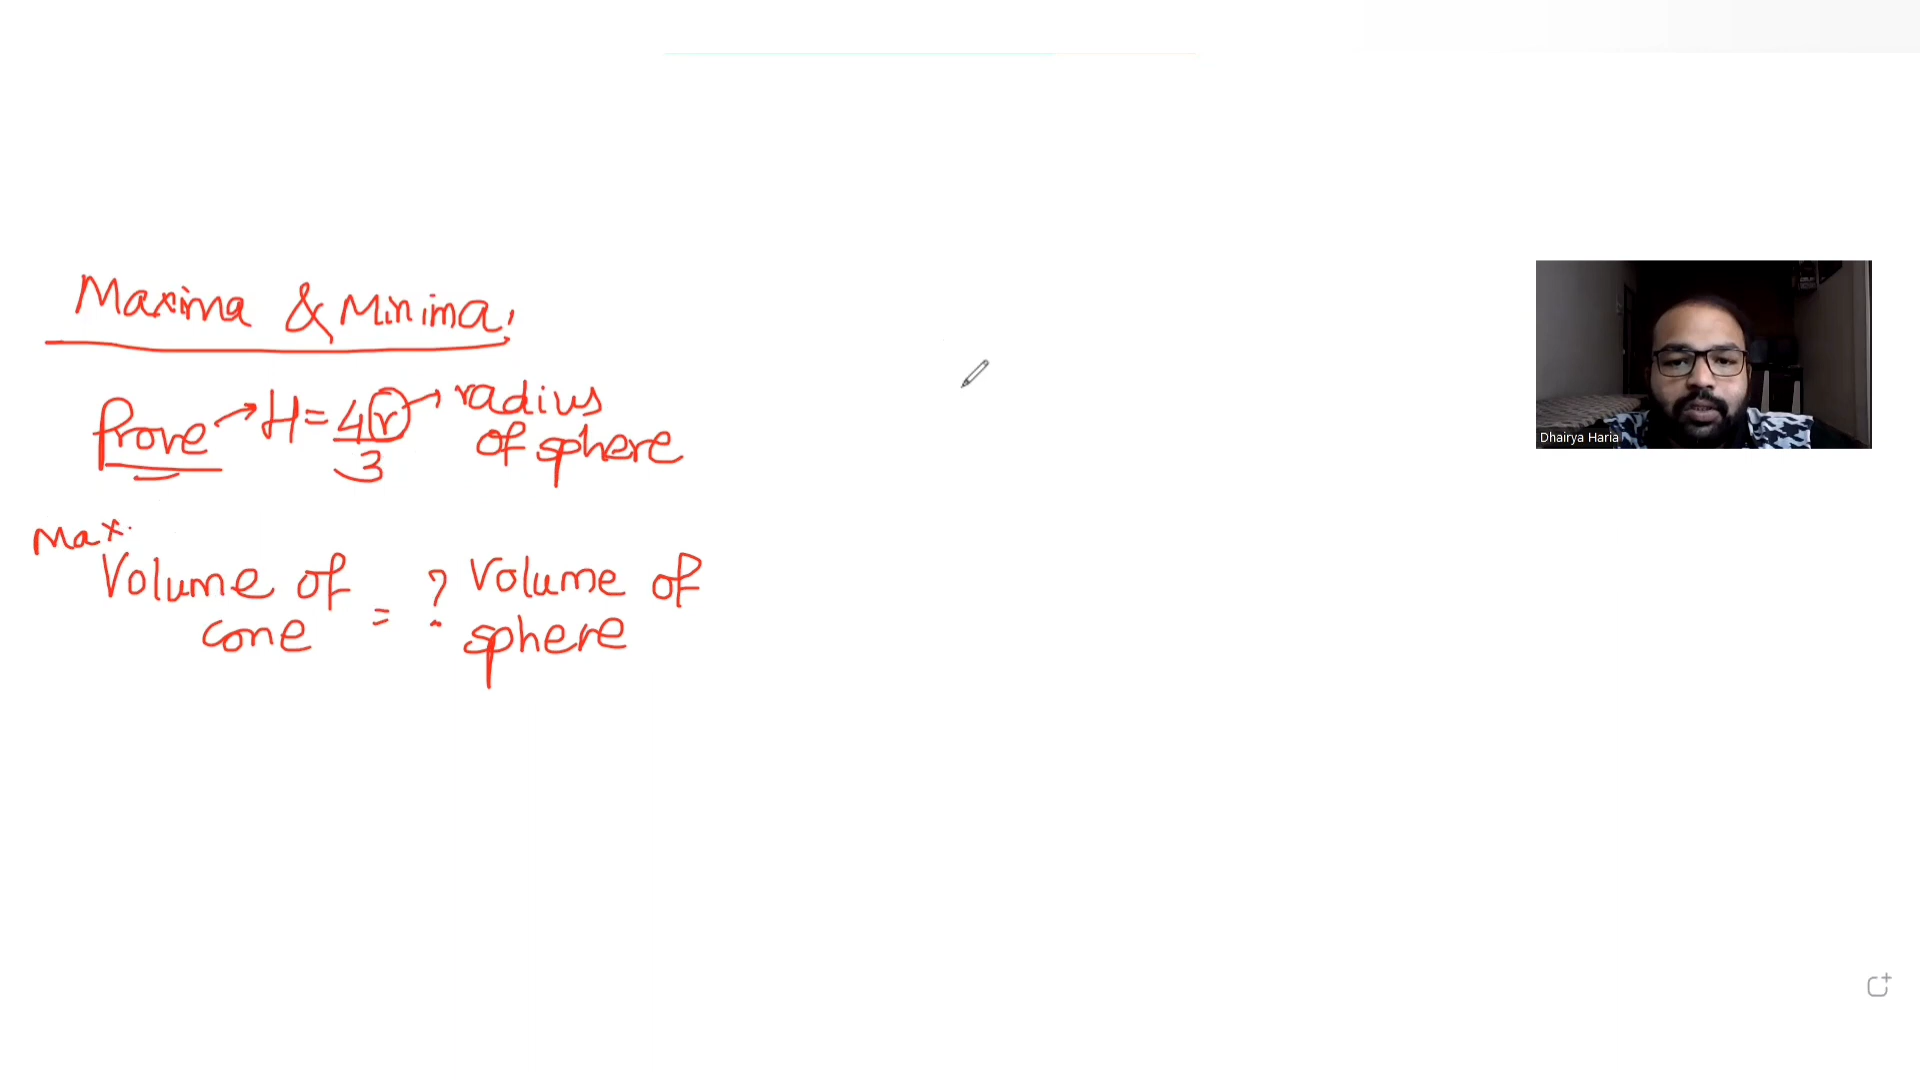 Maxima & Minima.
Prove → H = 4r/3 → radius of sphere
Max. Volume of cone = ? Volume of sphere
Dhairya Haria